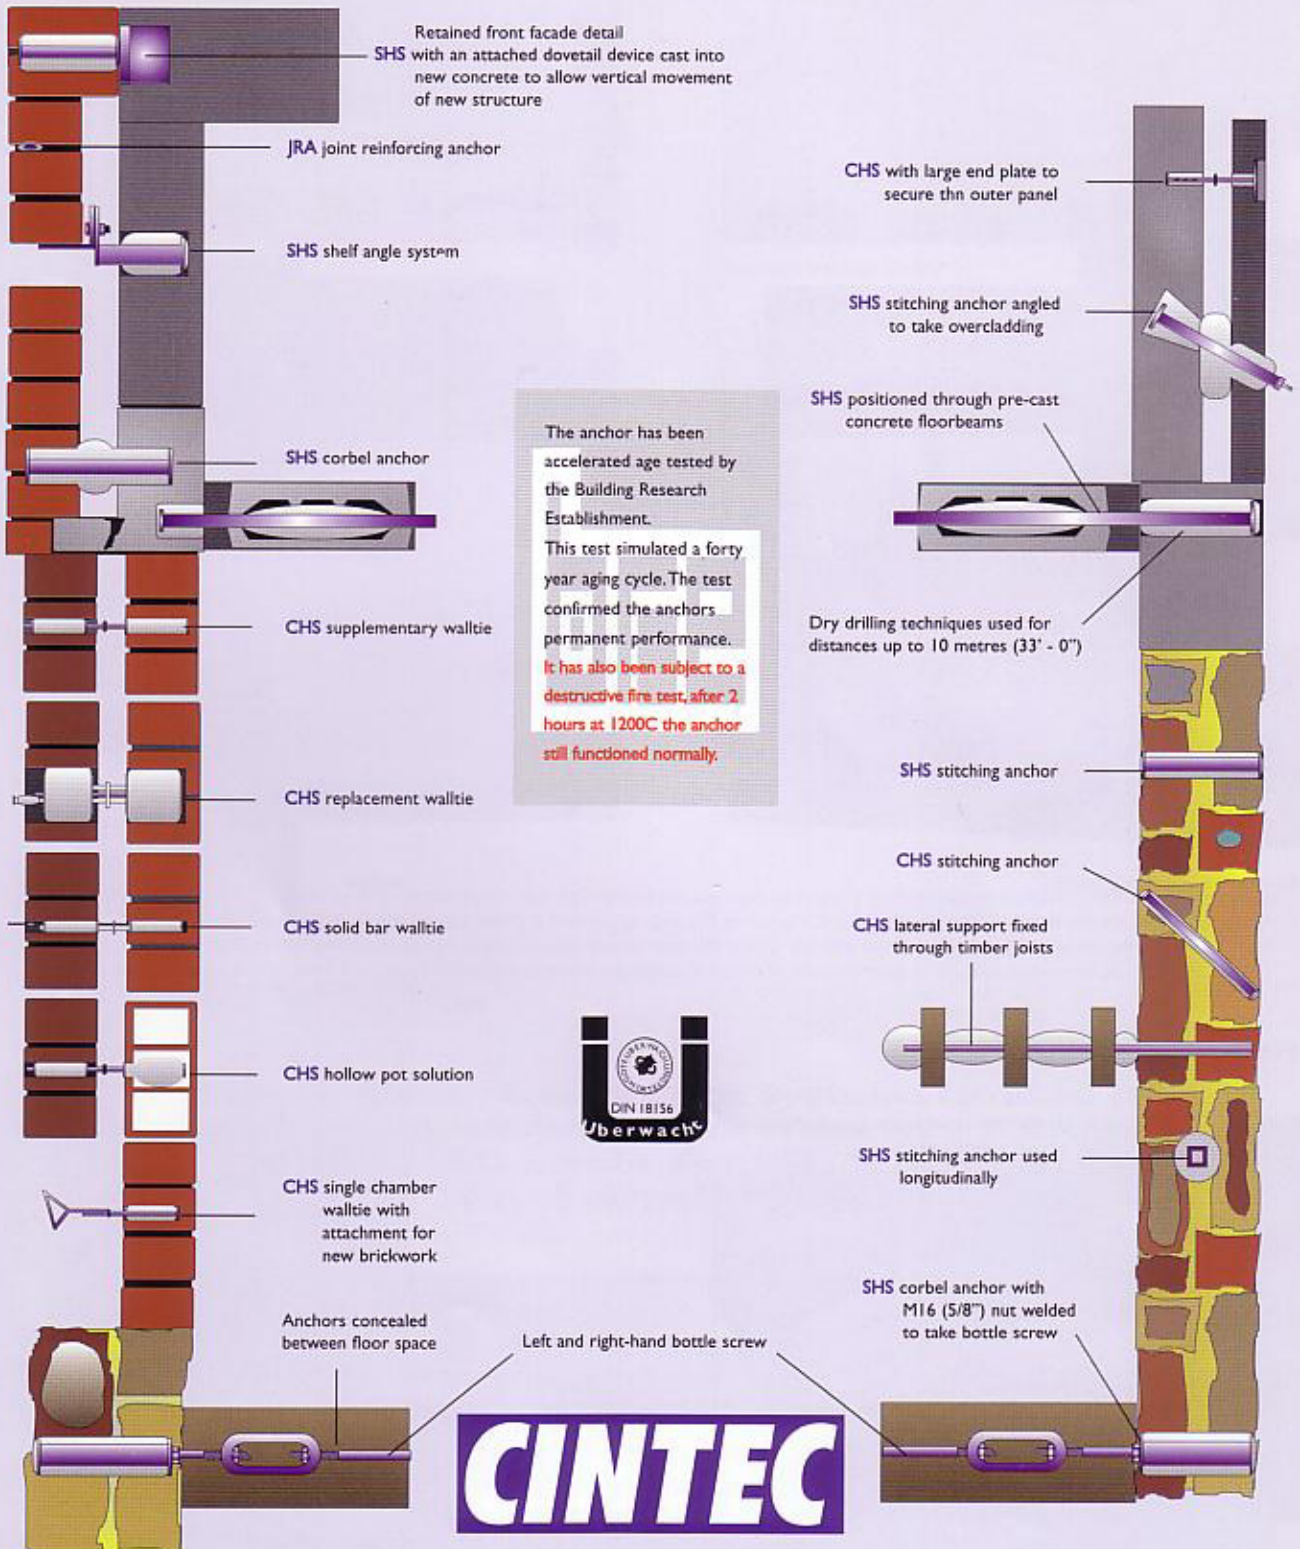 Retained front facade detail
SHS with an attached dovetail device cast into
new concrete to allow vertical movement
of new structure
JRA joint reinforcing anchor
SHS shelf angle system
SHS corbel anchor
CHS supplementary walltie
CHS replacement walltie
CHS solid bar walltie
CHS hollow pot solution
CHS single chamber
walltie with
attachment for
new brickwork
Anchors concealed
between floor space
Left and right-hand bottle screw
The anchor has been
accelerated age tested by
the Building Research
Establishment.
This test simulated a forty
year aging cycle. The test
confirmed the anchors
permanent performance.
It has also been subject to a
destructive fire test, after 2
hours at 1200C the anchor
still functioned normally.
DIN 18156
Uberwacht
CINTEC
CHS with large end plate to
secure thn outer panel
SHS stitching anchor angled
to take overcladding
SHS positioned through pre-cast
concrete floorbeams
Dry drilling techniques used for
distances up to 10 metres (33' - 0")
SHS stitching anchor
CHS stitching anchor
CHS lateral support fixed
through timber joists
SHS stitching anchor used
longitudinally
SHS corbel anchor with
M16 (5/8") nut welded
to take bottle screw